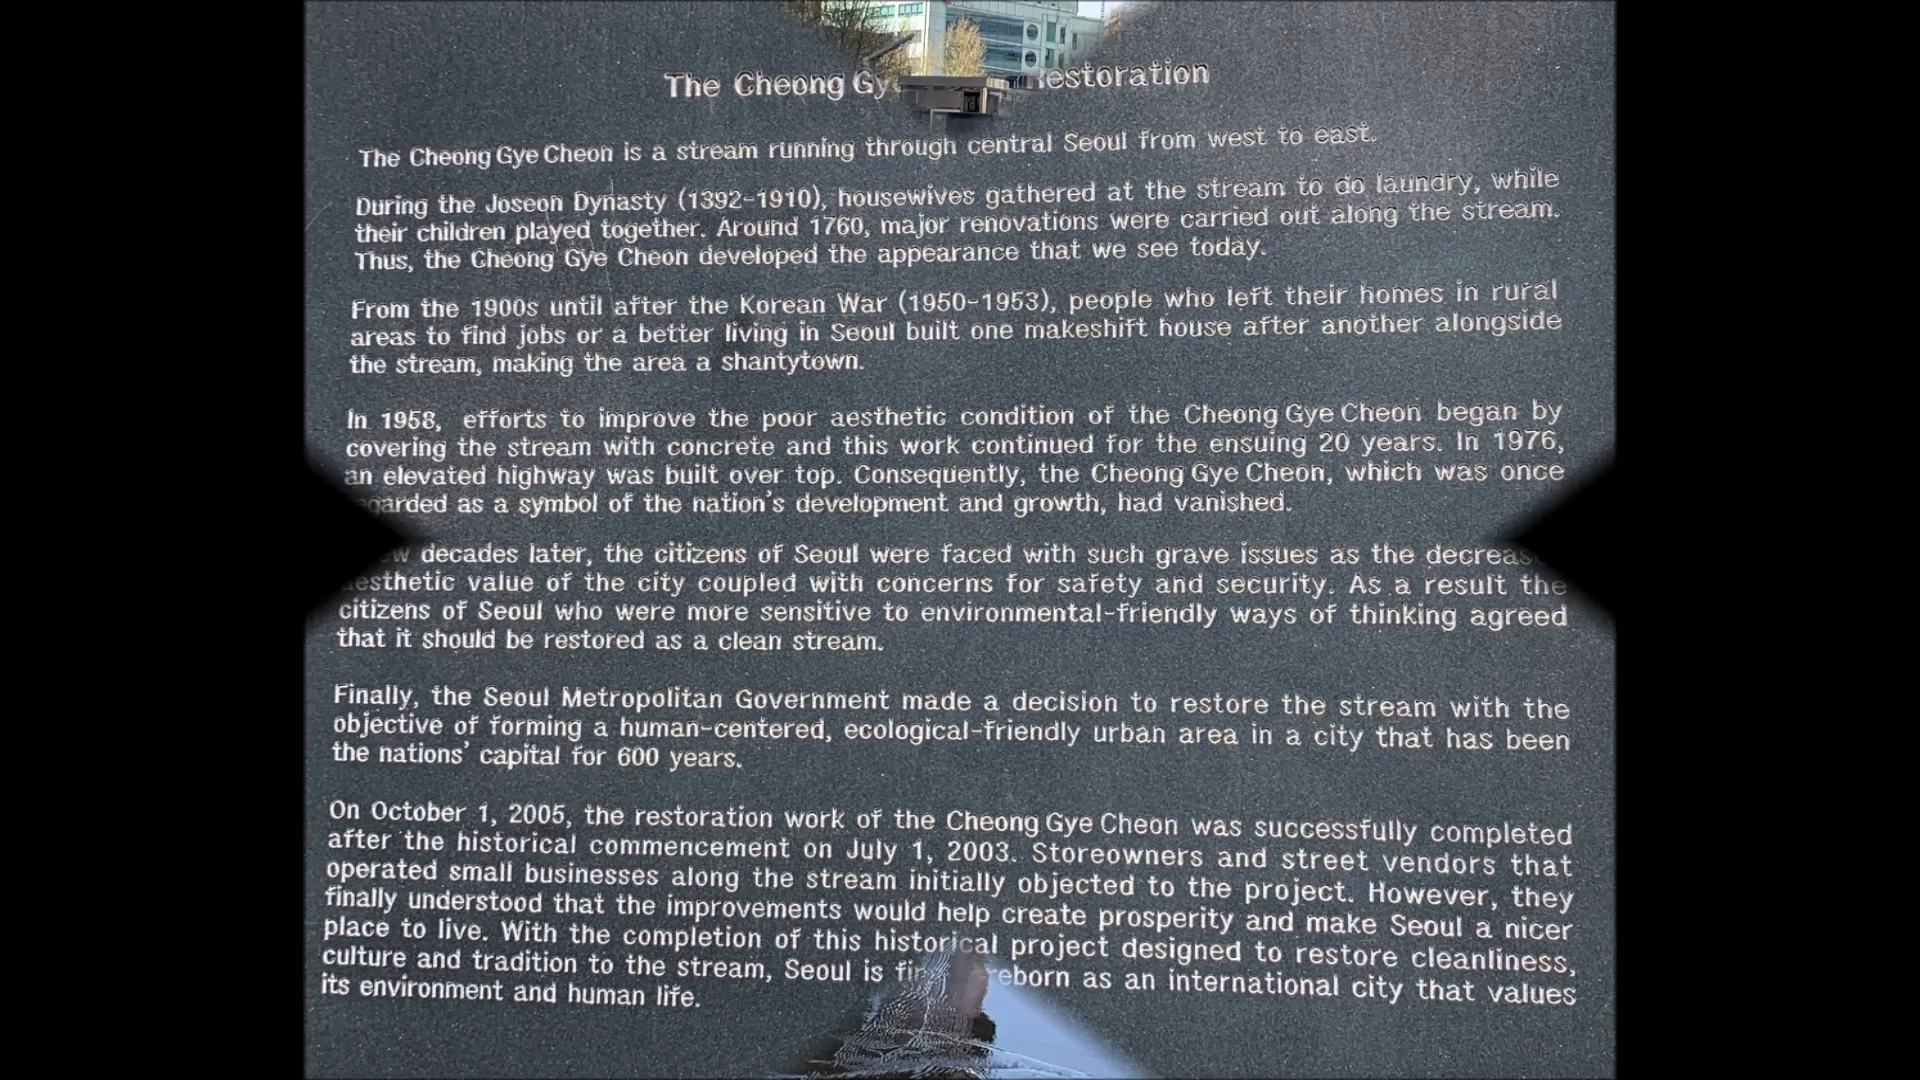 The Cheong Restoration
The Cheong Gye Cheon is a stream running through central Seoul from west to east.
During the Joseon Dynasty (1392-1910), housewives gathered at the stream to do laundry, while
their children played together. Around 1760, major renovations were carried out along the stream.
Thus, the Cheong Gye Cheon developed the appearance that we see today.
From the 1900s until after the Korean War (1950-1953), people who left their homes in rural
areas to find jobs or a better living in Seoul built one makeshift house after another alongside
the stream, making the area a shantytown.
In 1958, efforts to improve the poor aesthetic condition of the Cheong Gye Cheon began by
covering the stream with concrete and this work continued for the ensuing 20 years. In 1976,
an elevated highway was built over top. Consequently, the Cheong Gye Cheon, which was once
regarded as a symbol of the nation's development and growth, had vanished.
decades later, the citizens of Seoul were faced with such grave issues as the
aesthetic value of the city coupled with concerns for safety and security. As a result the
citizens of Seoul who were more sensitive to environmental-friendly ways of thinking agreed
that it should be restored as a clean stream.
Finally, the Seoul Metropolitan Government made a decision to restore the stream with the
objective of forming a human-centered, ecological-friendly urban area in a city that has been
the nations' capital for 600 years.
On October 1, 2005, the restoration work of the Cheong Gye Cheon was successfully completed
after the historical commencement on July 1, 2003. Storeowners and street vendors that
operated small businesses along the stream initially objected to the project. However, they
finally understood that the improvements would help create prosperity and make Seoul a nicer
place to live. With the completion of this historical project designed to restore cleanliness,
culture and tradition to the stream, Seoul is reborn as an international city that values
its environment and human life.